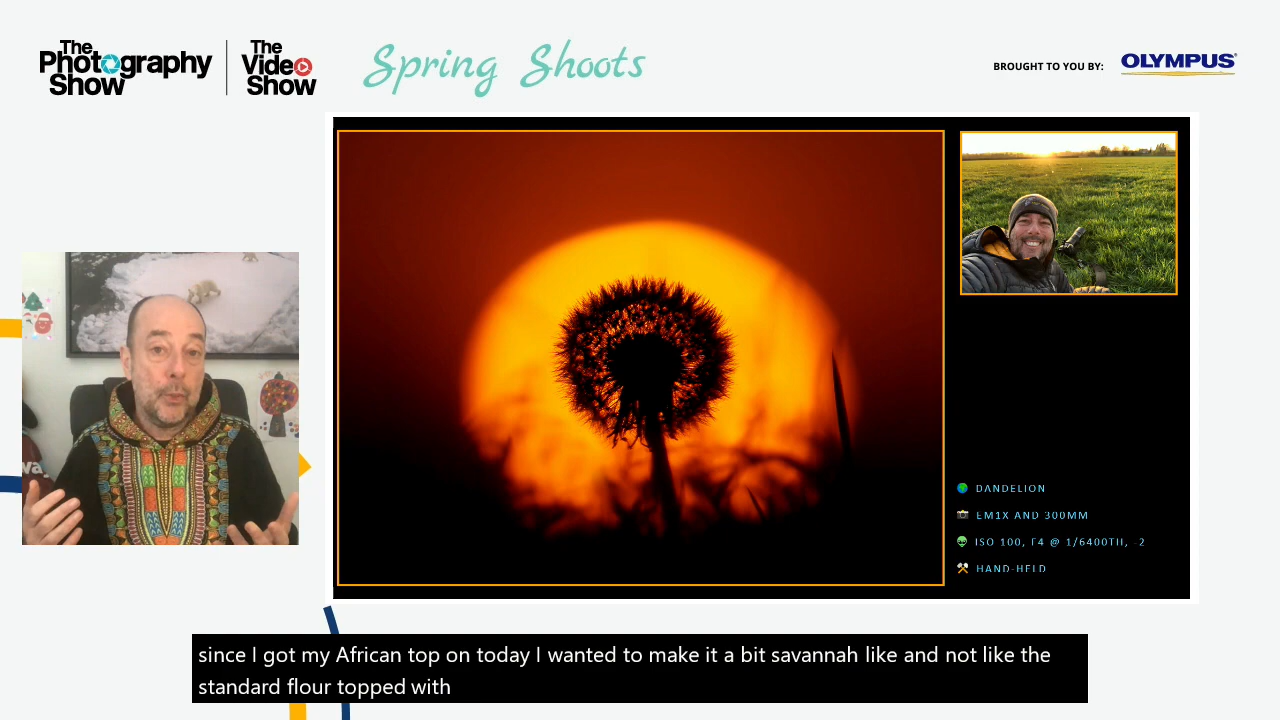 The
Photography
Show
The
Video
Show
Spring Shoots
BROUGHT TO YOU BY:
OLYMPUS
DANDELION
EM1X AND 300MM
ISO 100, F4 @ 1/6400TH, -2
HAND-HELD
since I got my African top on today I wanted to make it a bit savannah like and not like the
standard flour topped with